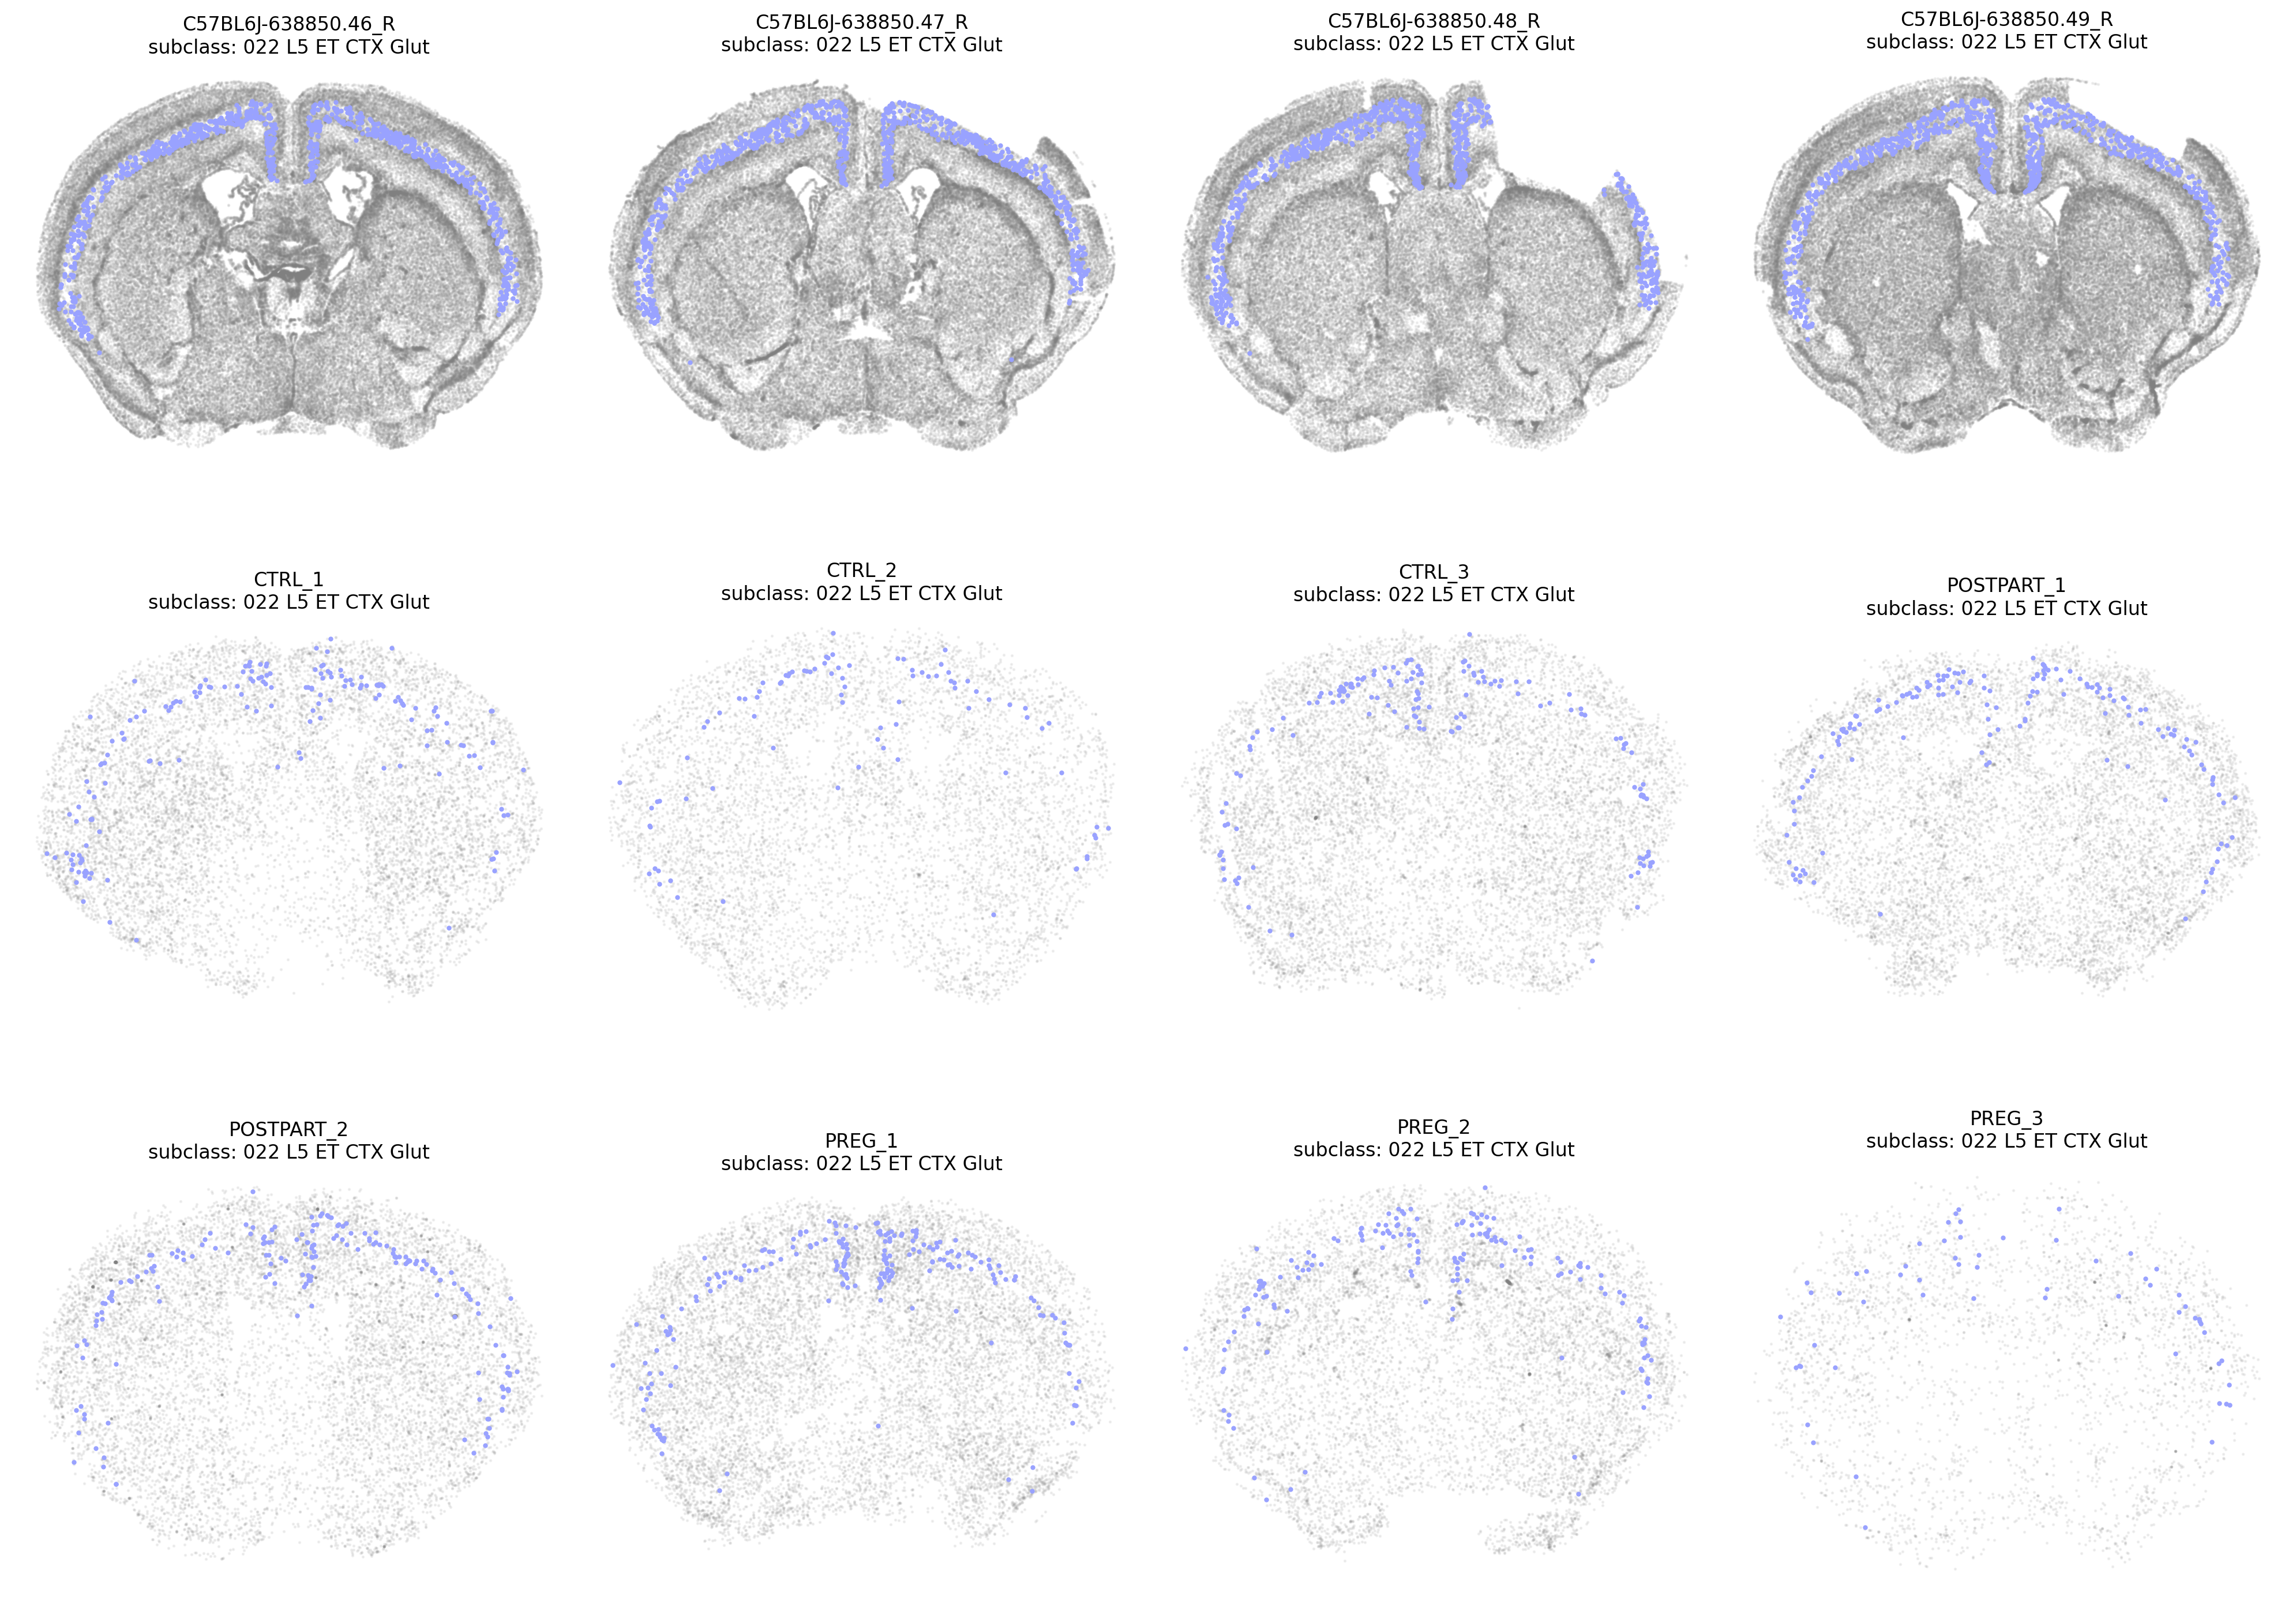 C57BL6J-638850.46_R
subclass: 022 L5 ET CTX Glut
C57BL6J-638850.47_R
subclass: 022 L5 ET CTX Glut
C57BL6J-638850.48_R
subclass: 022 L5 ET CTX Glut
C57BL6J-638850.49_R
subclass: 022 L5 ET CTX Glut
CTRL_1
subclass: 022 L5 ET CTX Glut
CTRL_2
subclass: 022 L5 ET CTX Glut
CTRL_3
subclass: 022 L5 ET CTX Glut
POSTPART_1
subclass: 022 L5 ET CTX Glut
POSTPART_2
subclass: 022 L5 ET CTX Glut
PREG_1
subclass: 022 L5 ET CTX Glut
PREG_2
subclass: 022 L5 ET CTX Glut
PREG_3
subclass: 022 L5 ET CTX Glut